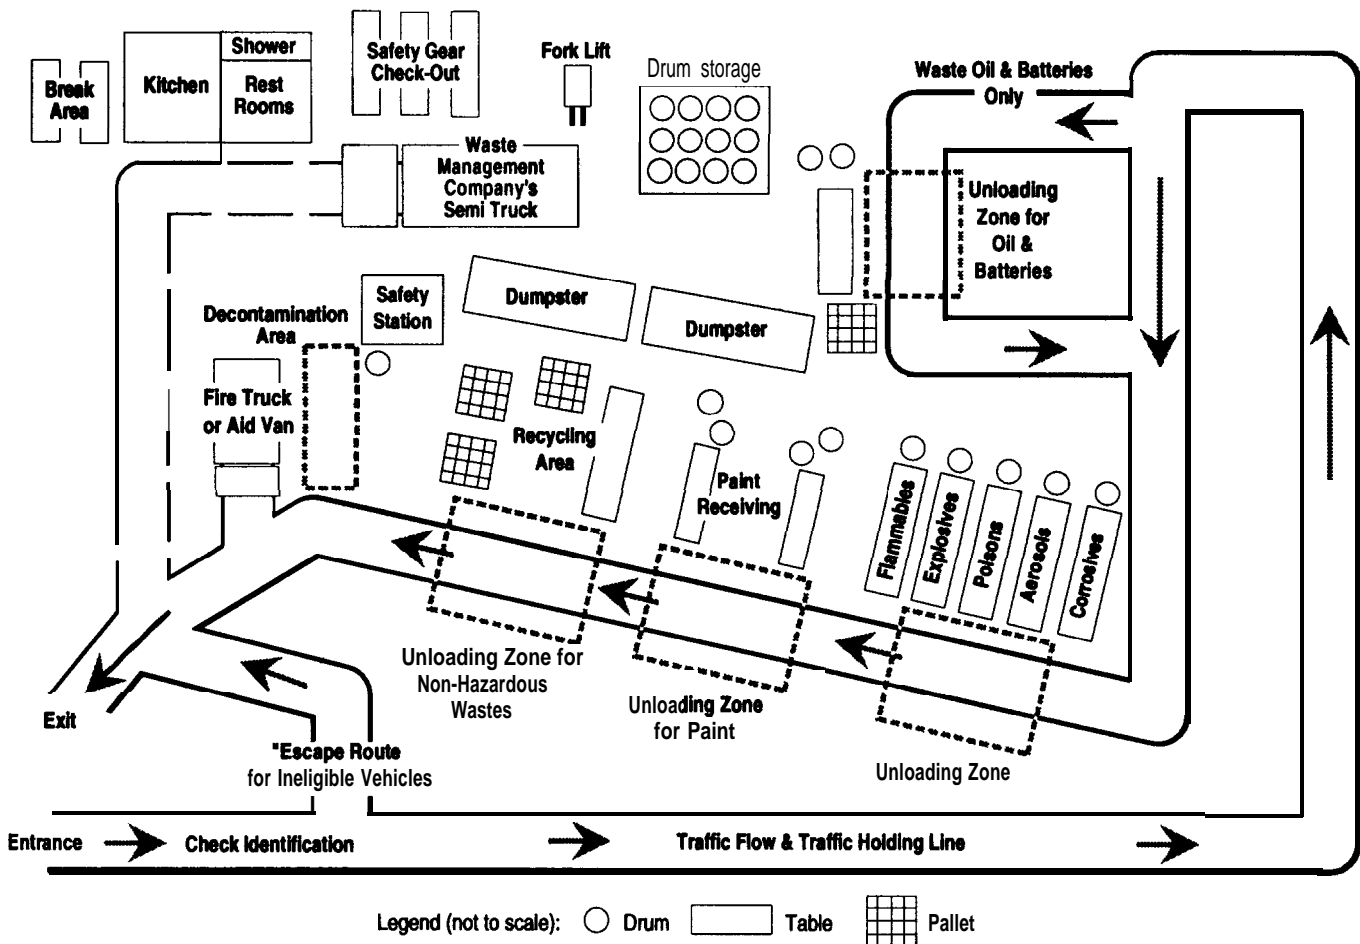 Shower
Kitchen
Rest
Rooms
Break
Area
Safety Gear
Check-Out
Fork Lift
Drum storage
Waste Oil & Batteries
Only
Waste
Management
Company's
Semi Truck
Unloading
Zone for
Oil &
Batteries
Safety
Station
Dumpster
Dumpster
Decontamination
Area
Fire Truck
or Aid Van
Recycling
Area
Paint
Receiving
Flammables
Explosives
Poisons
Aerosols
Corrosives
Unloading Zone for
Non-Hazardous
Wastes
Unloading Zone
for Paint
Unloading Zone
Exit
"Escape Route
for Ineligible Vehicles
Entrance
Check Identification
Traffic Flow & Traffic Holding Line
Legend (not to scale): Drum Table Pallet